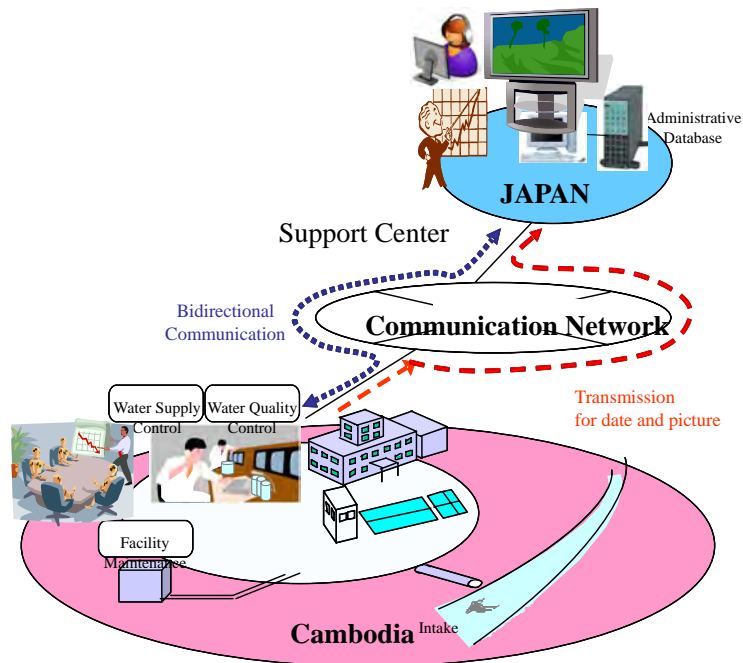 Administrative
Database
JAPAN
Support Center
Bidirectional
Communication
Communication Network
Transmission
for date and picture
Water Supply
Control
Water Quality
Control
Facility
Maintenance
Cambodia
Intake